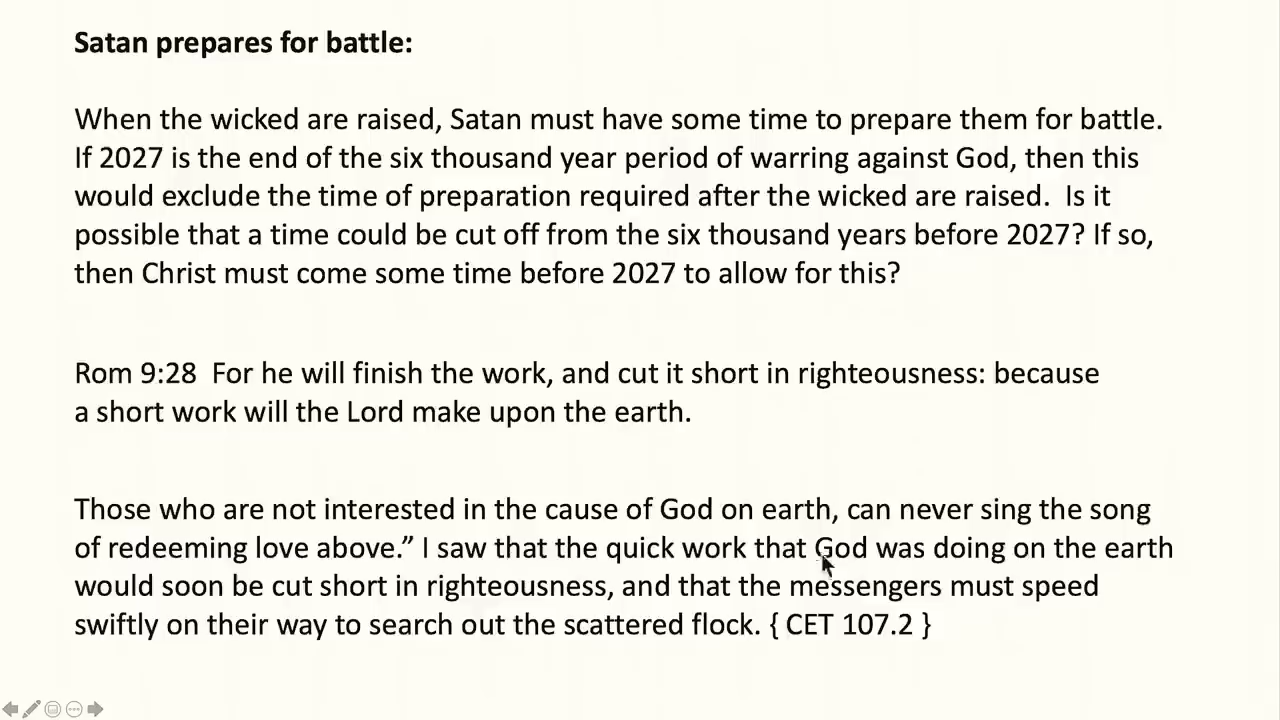 Satan prepares for battle:
When the wicked are raised, Satan must have some time to prepare them for battle.
If 2027 is the end of the six thousand year period of warring against God, then this
would exclude the time of preparation required after the wicked are raised.  Is it
possible that a time could be cut off from the six thousand years before 2027? If so,
then Christ must come some time before 2027 to allow for this?
Rom 9:28  For he will finish the work, and cut it short in righteousness: because
a short work will the Lord make upon the earth.
Those who are not interested in the cause of God on earth, can never sing the song
of redeeming love above.” I saw that the quick work that God was doing on the earth
would soon be cut short in righteousness, and that the messengers must speed
swiftly on their way to search out the scattered flock. { CET 107.2 }